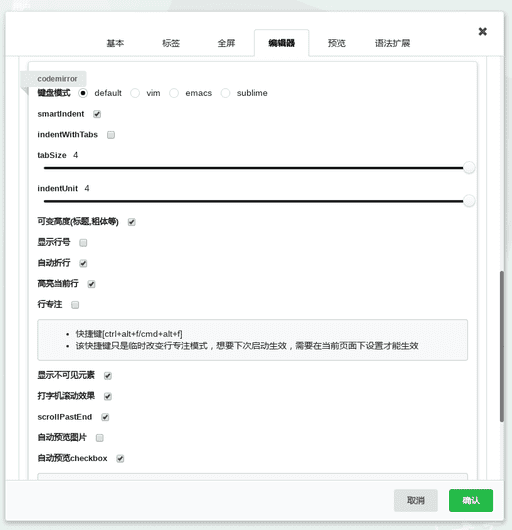 基本 标签 全屏 编辑器 预览 语法扩展
codemirror
键盘模式 default vim emacs sublime
smartIndent
indentWithTabs
tabSize 4
indentUnit 4
可变高度(标题,粗体等)
显示行号
自动折行
高亮当前行
行专注
快捷键[ctrl+alt+f/cmd+alt+f]
该快捷键只是临时改变行专注模式，想要下次启动生效，需要在当前页面下设置才能生效
显示不可见元素
打字机滚动效果
scrollPastEnd
自动预览图片
自动预览checkbox
取消 确认